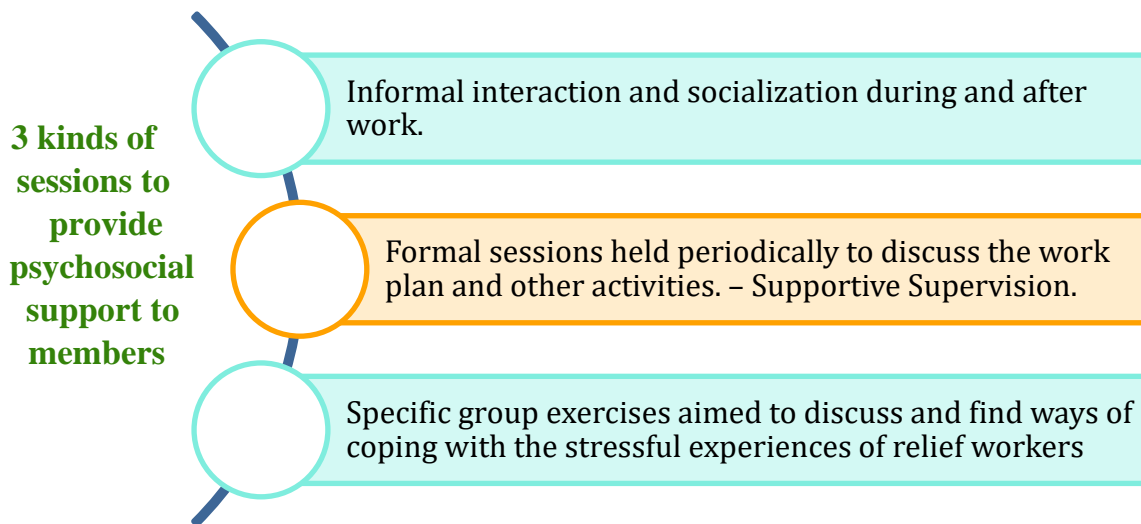 3 kinds of
sessions to
provide
psychosocial
support to
members
Informal interaction and socialization during and after
work.
Formal sessions held periodically to discuss the work
plan and other activities. – Supportive Supervision.
Specific group exercises aimed to discuss and find ways of
coping with the stressful experiences of relief workers